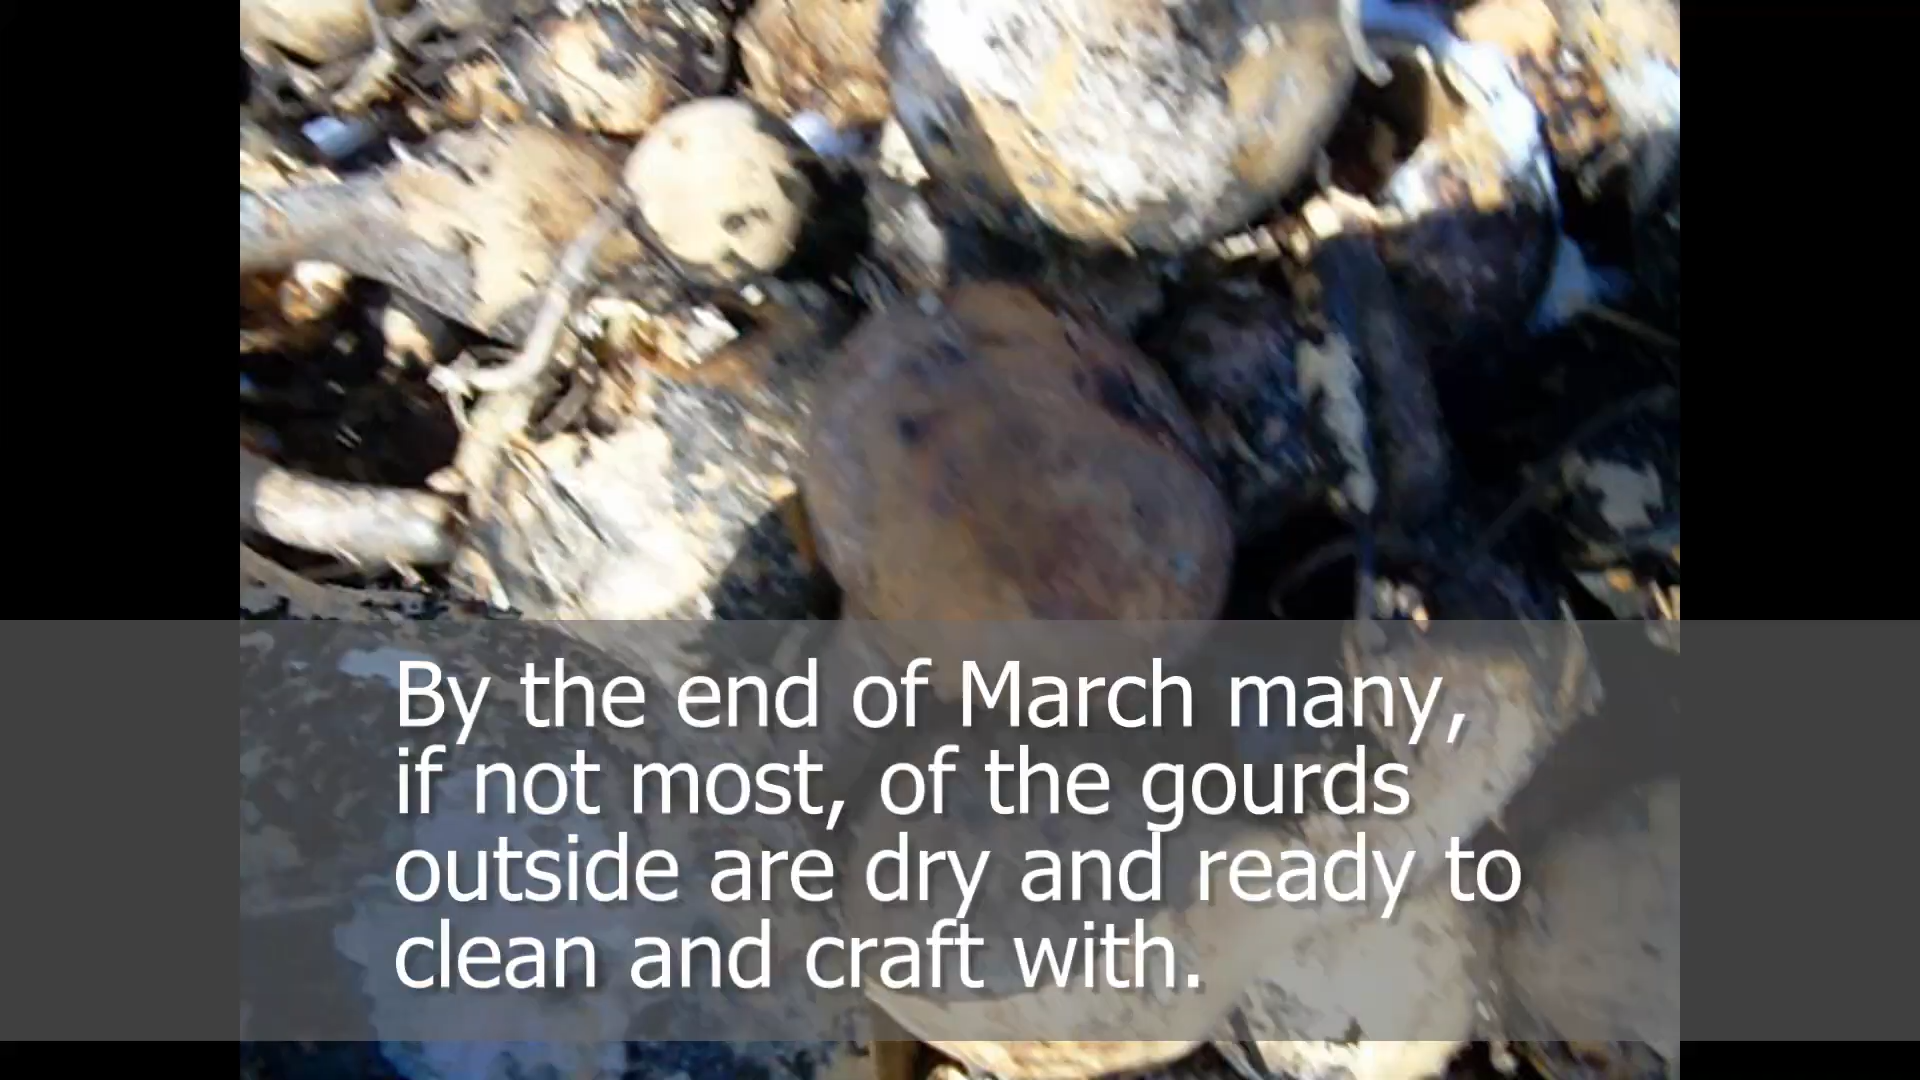 By the end of March many,
if not most, of the gourds
outside are dry and ready to
clean and craft with.